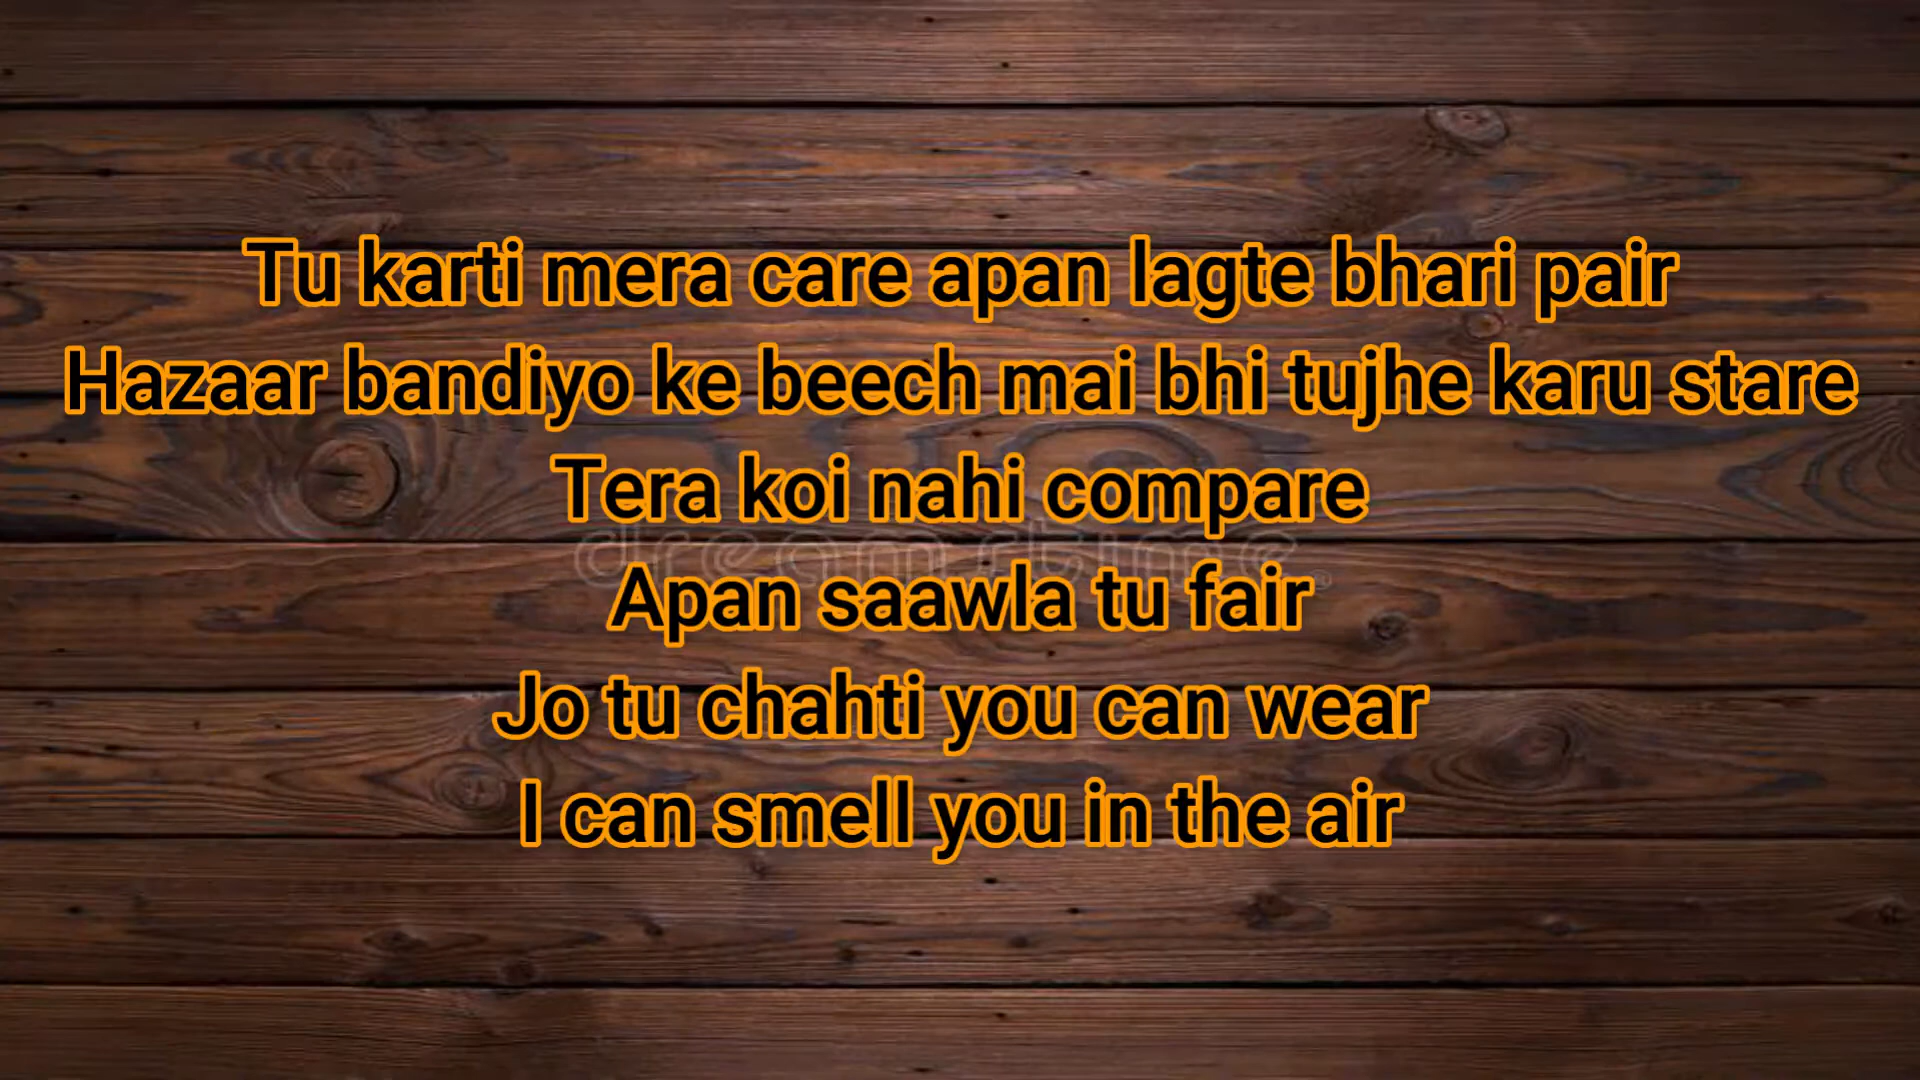 Tu karti mera care apan lagte bhari pair
Hazaar bandiyo ke beech mai bhi tujhe karu stare
Tera koi nahi compare
dreamstime
Apan saawla tu fair
Jo tu chahti you can wear
I can smell you in the air